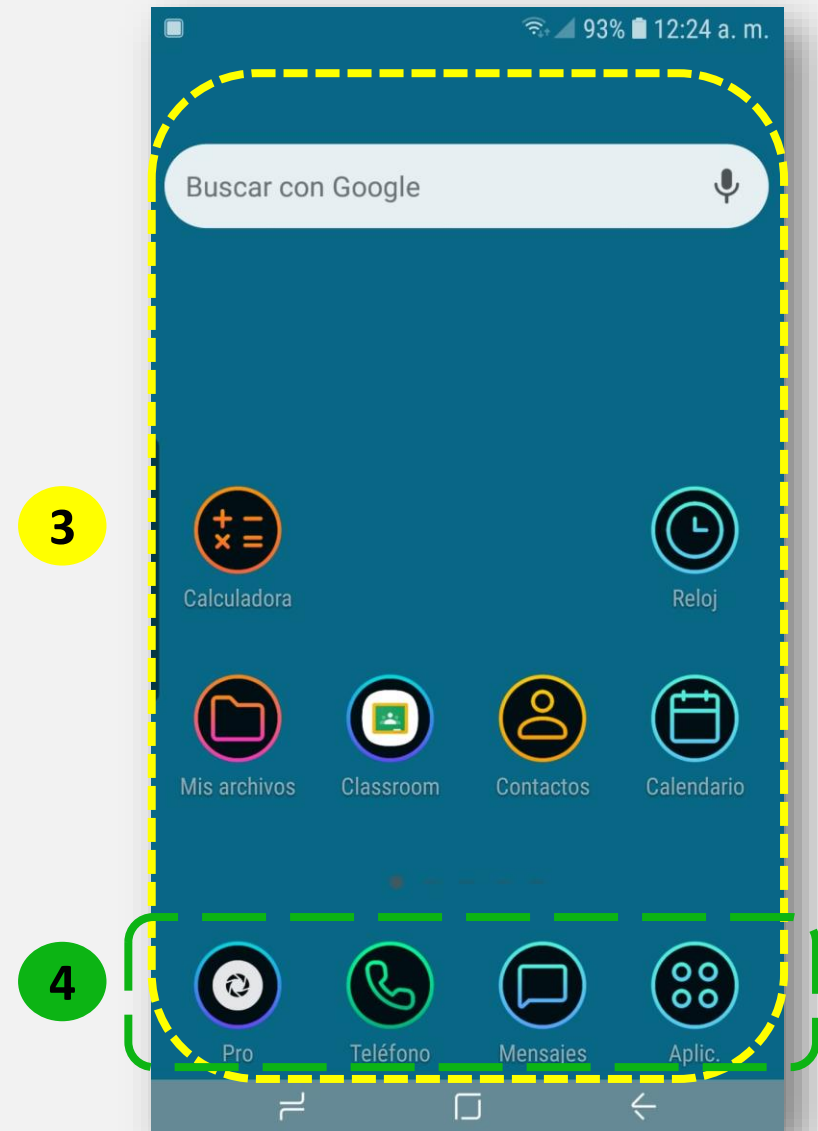 93% 12:24 a. m.
Buscar con Google
3
Calculadora Reloj
Mis archivos Classroom Contactos Calendario
4
Pro Teléfono Mensajes Aplic.